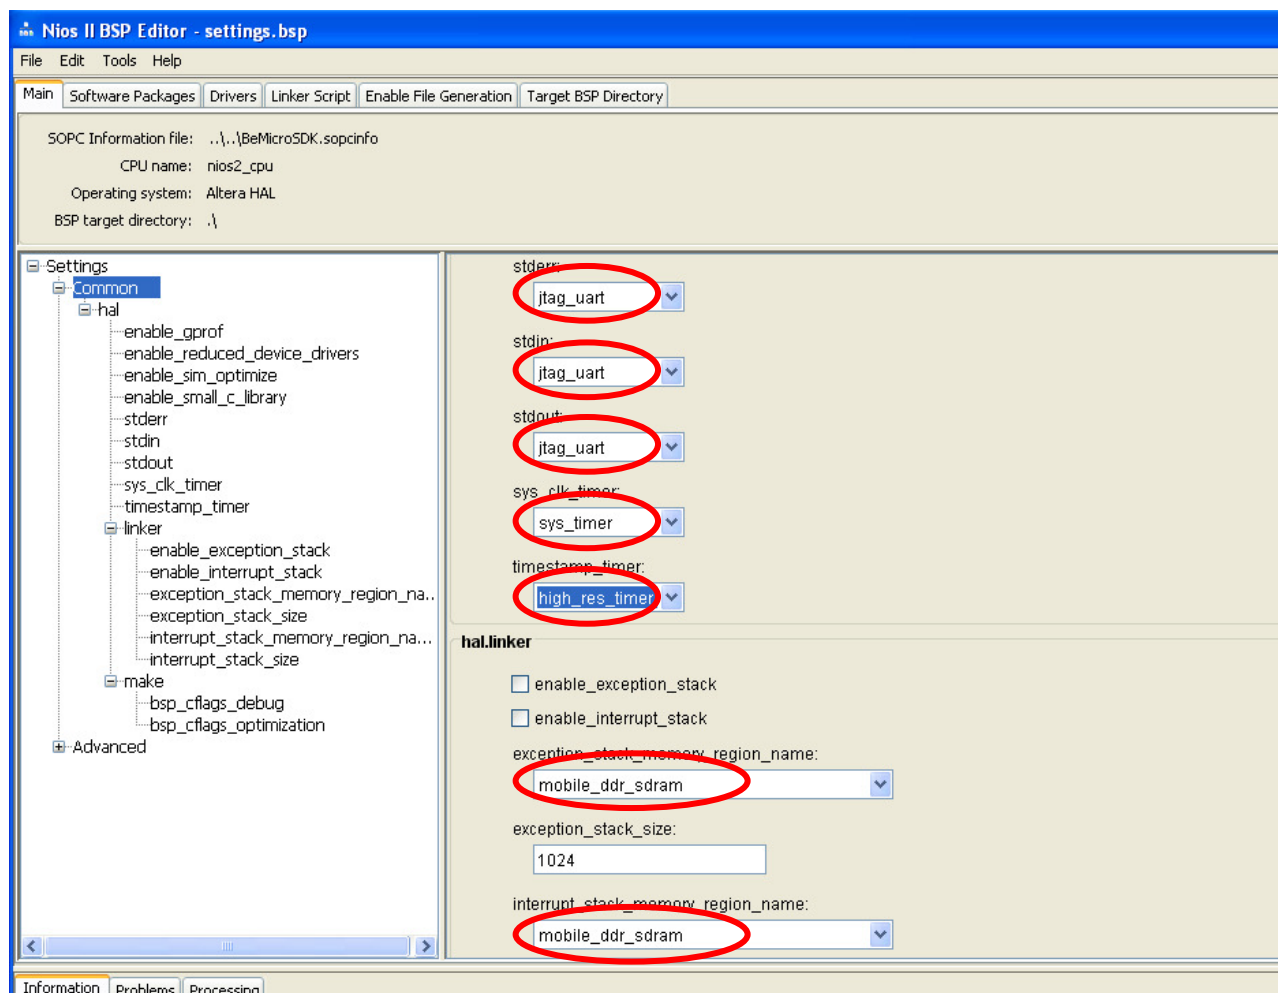 Nios II BSP Editor - settings.bsp
File Edit Tools Help
Main Software Packages Drivers Linker Script Enable File Generation Target BSP Directory
SOPC Information file: ..\..\BeMicroSDK.sopcinfo
CPU name: nios2_cpu
Operating system: Altera HAL
BSP target directory: .\
Settings
Common
hal
enable_gprof
enable_reduced_device_drivers
enable_sim_optimize
enable_small_c_library
stderr
stdin
stdout
sys_clk_timer
timestamp_timer
linker
enable_exception_stack
enable_interrupt_stack
exception_stack_memory_region_na..
exception_stack_size
interrupt_stack_memory_region_na...
interrupt_stack_size
make
bsp_cflags_debug
bsp_cflags_optimization
Advanced
stderr:
jtag_uart
stdin:
jtag_uart
stdout:
jtag_uart
sys_clk_timer:
sys_timer
timestamp_timer:
high_res_timer
hal.linker
enable_exception_stack
enable_interrupt_stack
exception_stack_memory_region_name:
mobile_ddr_sdram
exception_stack_size:
1024
interrupt_stack_memory_region_name:
mobile_ddr_sdram
Information Problems Processing